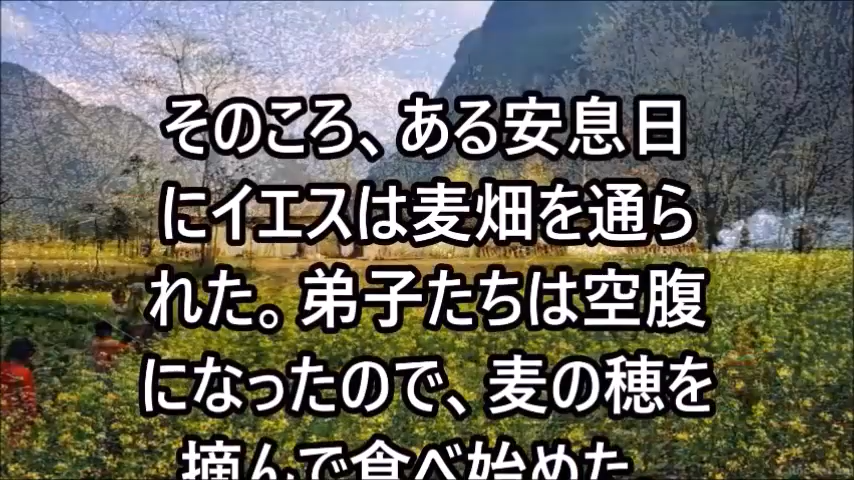 そのころ、ある安息日
にイエスは麦畑を通ら
れた。弟子たちは空腹
になったので、麦の穂を
摘んで食べ始めた。